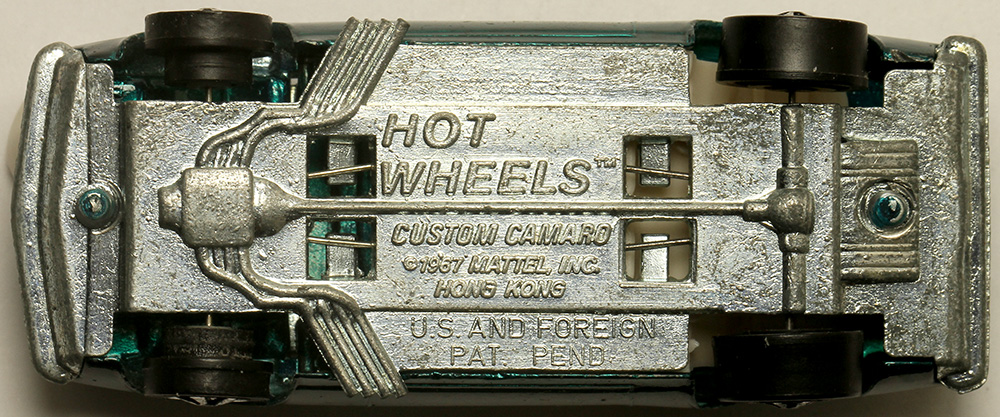 HOT
WHEELS™
CUSTOM CAMARO
©1967 MATTEL, INC.
HONG KONG
U.S. AND FOREIGN
PAT. PEND.